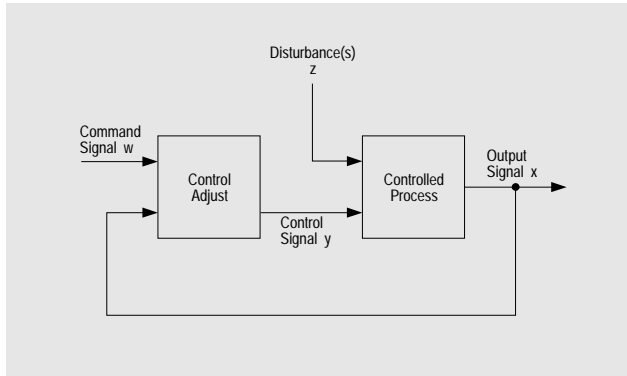 Disturbance(s)
z
Command
Signal w
Control
Adjust
Control
Signal y
Controlled
Process
Output
Signal x